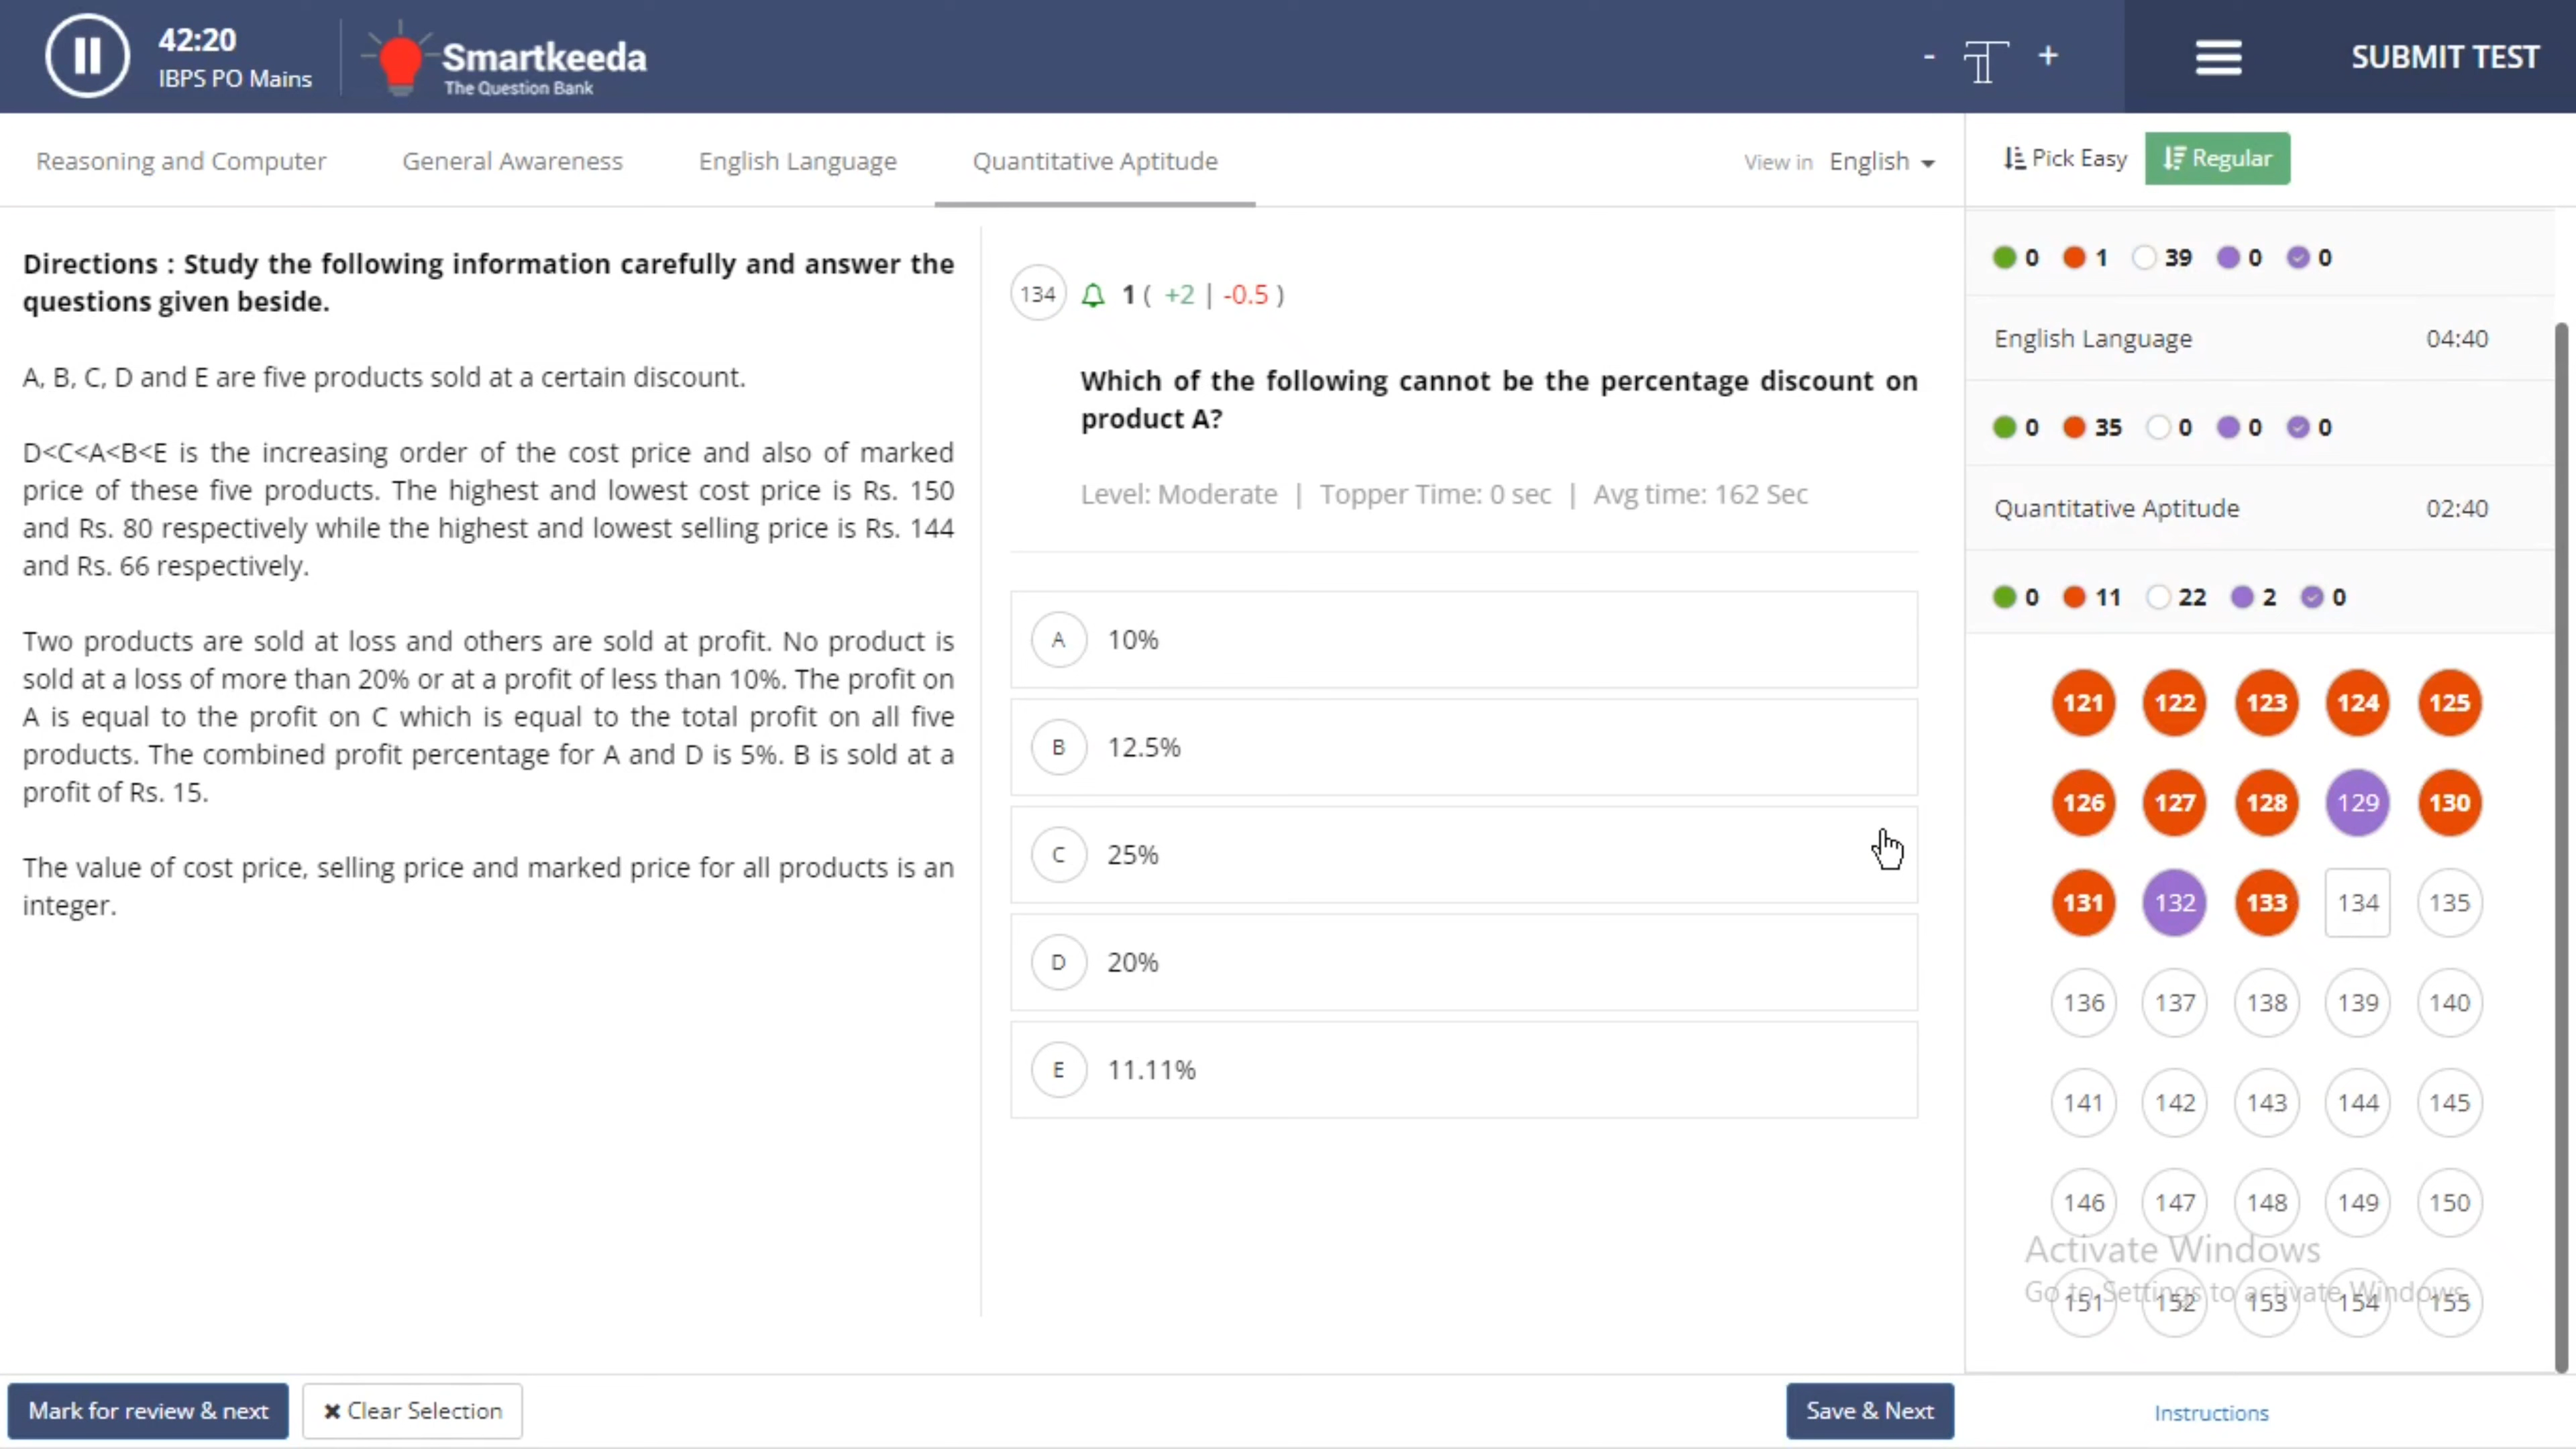 42:20
IBPS PO Mains
Smartkeeda
The Question Bank
- T +
SUBMIT TEST
Reasoning and Computer General Awareness English Language Quantitative Aptitude
View in English
Pick Easy Regular
Directions : Study the following information carefully and answer the
questions given beside.
A, B, C, D and E are five products sold at a certain discount.
D<C<A<B<E is the increasing order of the cost price and also of marked
price of these five products. The highest and lowest cost price is Rs. 150
and Rs. 80 respectively while the highest and lowest selling price is Rs. 144
and Rs. 66 respectively.
Two products are sold at loss and others are sold at profit. No product is
sold at a loss of more than 20% or at a profit of less than 10%. The profit on
A is equal to the profit on C which is equal to the total profit on all five
products. The combined profit percentage for A and D is 5%. B is sold at a
profit of Rs. 15.
The value of cost price, selling price and marked price for all products is an
integer.
134 1 ( +2 | -0.5 )
Which of the following cannot be the percentage discount on
product A?
Level: Moderate | Topper Time: 0 sec | Avg time: 162 Sec
A 10%
B 12.5%
C 25%
D 20%
E 11.11%
0 1 39 0 0
English Language 04:40
0 35 0 0 0
Quantitative Aptitude 02:40
0 11 22 2 0
121 122 123 124 125
126 127 128 129 130
131 132 133 134 135
136 137 138 139 140
141 142 143 144 145
146 147 148 149 150
Activate Windows
Go to Settings to activate Windows.
151 152 153 154 155
Mark for review & next
✖ Clear Selection
Save & Next
Instructions